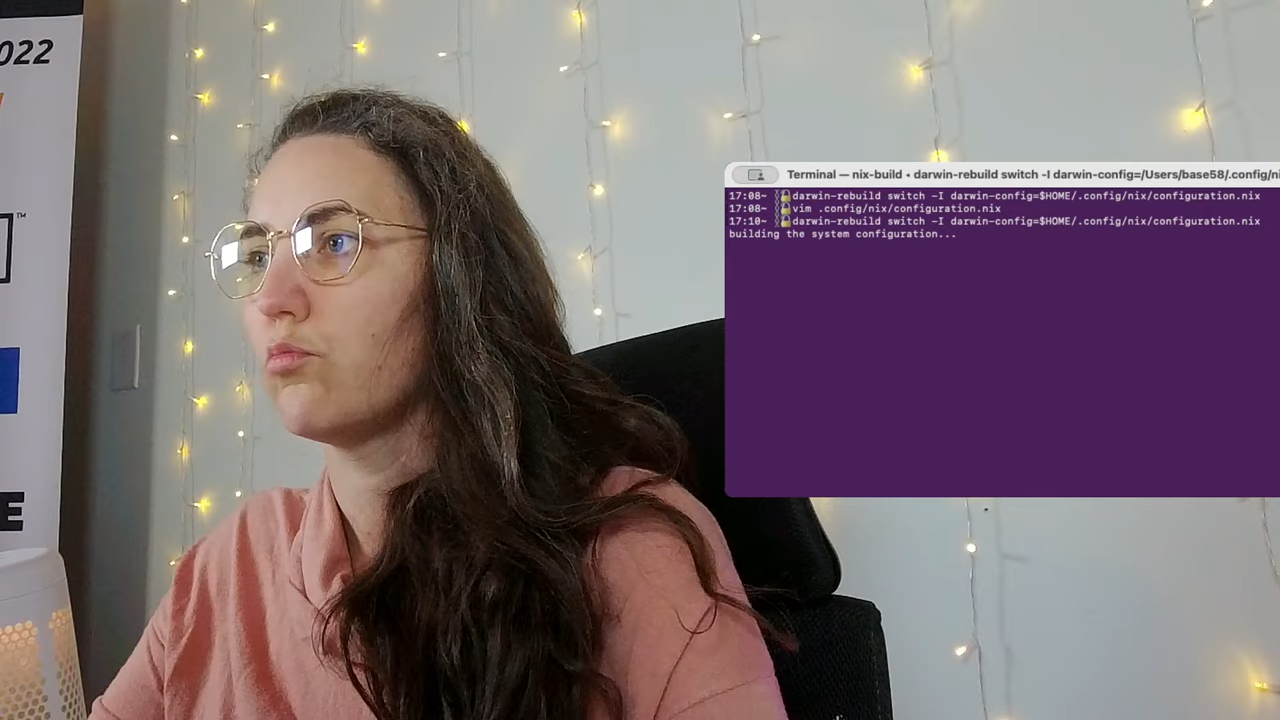 022
™
E
Terminal — nix-build • darwin-rebuild switch -I darwin-config=/Users/base58/.config/ni
17:08~ darwin-rebuild switch -I darwin-config=$HOME/.config/nix/configuration.nix
17:08~ vim .config/nix/configuration.nix
17:10~ darwin-rebuild switch -I darwin-config=$HOME/.config/nix/configuration.nix
building the system configuration...